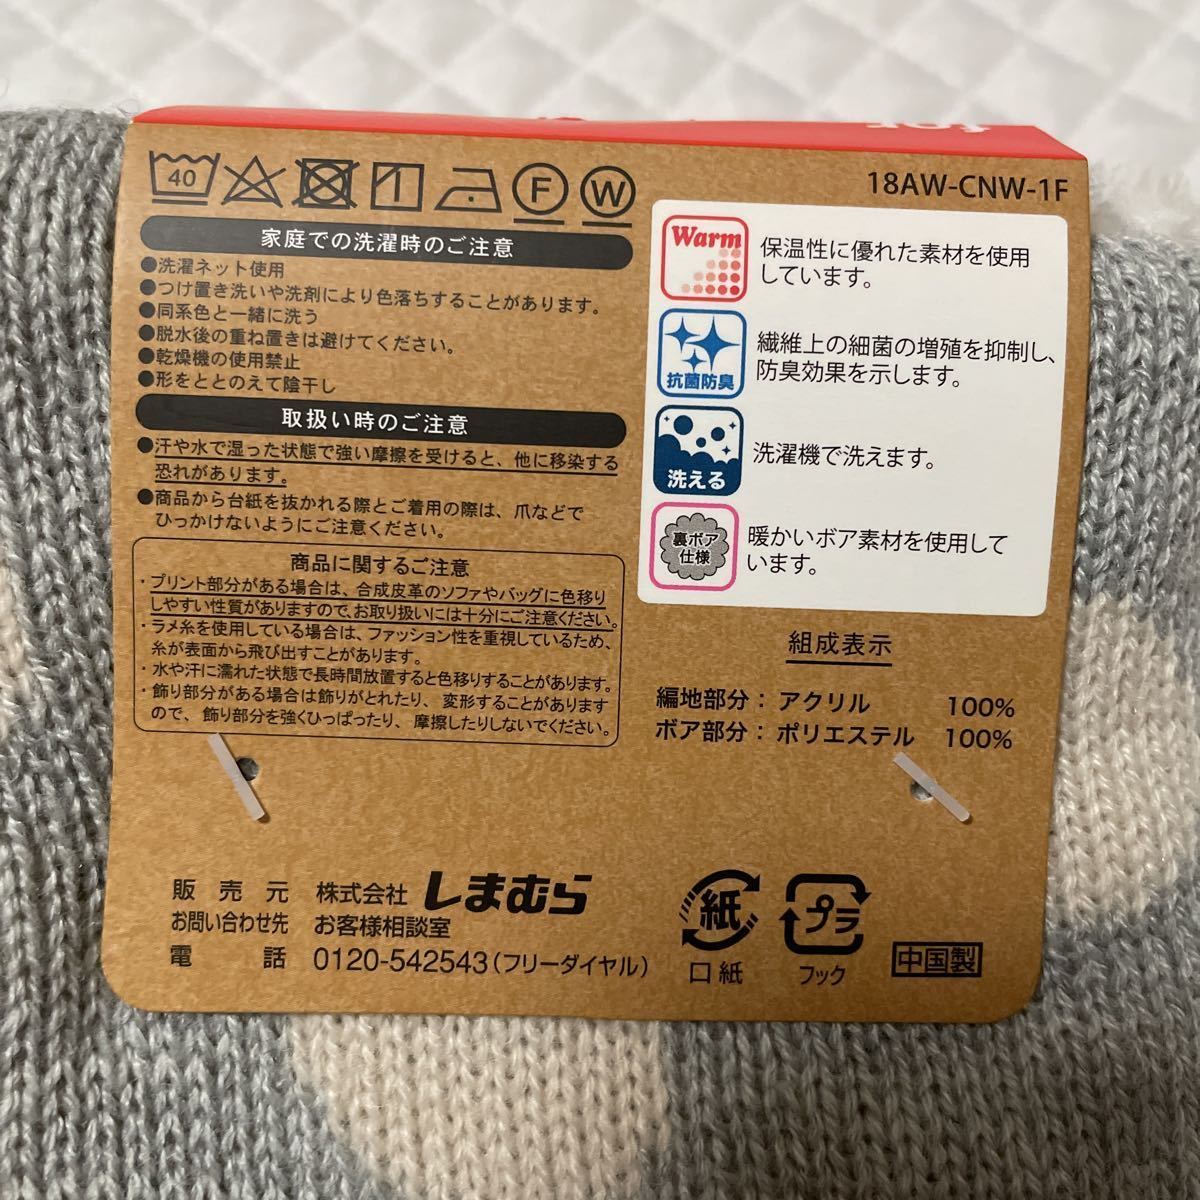 40
F
W
18AW-CNW-1F
家庭での洗濯時のご注意
●洗濯ネット使用
●つけ置き洗いや洗剤により色落ちすることがあります。
●同系色と一緒に洗う
●脱水後の重ね置きは避けてください。
●乾燥機の使用禁止
●形をととのえて陰干し
取扱い時のご注意
●汗や水で湿った状態で強い摩擦を受けると、他に移染する
恐れがあります。
●商品から台紙を抜かれる際とご着用の際は、爪などで
ひっかけないようにご注意ください。
商品に関するご注意
・プリント部分がある場合は、合成皮革のソファやバッグに色移り
しやすい性質がありますので、お取り扱いには十分にご注意ください。
・ラメ糸を使用している場合は、ファッション性を重視しているため、
糸が表面から飛び出すことがあります。
・水や汗に濡れた状態で長時間放置すると色移りすることがあります。
・飾り部分がある場合は飾りがとれたり、変形することがあります
ので、飾り部分を強くひっぱったり、摩擦したりしないでください。
Warm
保温性に優れた素材を使用
しています。
抗菌防臭
繊維上の細菌の増殖を抑制し、
防臭効果を示します。
洗える
洗濯機で洗えます。
裏ボア
仕様
暖かいボア素材を使用して
います。
組成表示
編地部分：アクリル 100%
ボア部分：ポリエステル 100%
販売元 株式会社 しまむら
お問い合わせ先 お客様相談室
電話 0120-542543(フリーダイヤル)
紙
口紙
プラ
フック
中国製